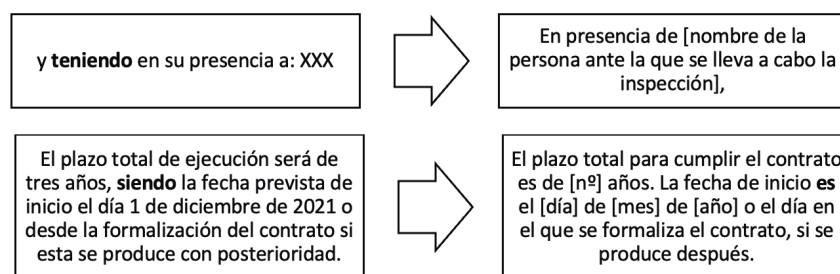 y teniendo en su presencia a: XXX
En presencia de [nombre de la
persona ante la que se lleva a cabo la
inspección],
El plazo total de ejecución será de
tres años, siendo la fecha prevista de
inicio el día 1 de diciembre de 2021 o
desde la formalización del contrato si
esta se produce con posterioridad.
El plazo total para cumplir el contrato
es de [nº] años. La fecha de inicio es
el [día] de [mes] de [año] o el día en
el que se formaliza el contrato, si se
produce después.